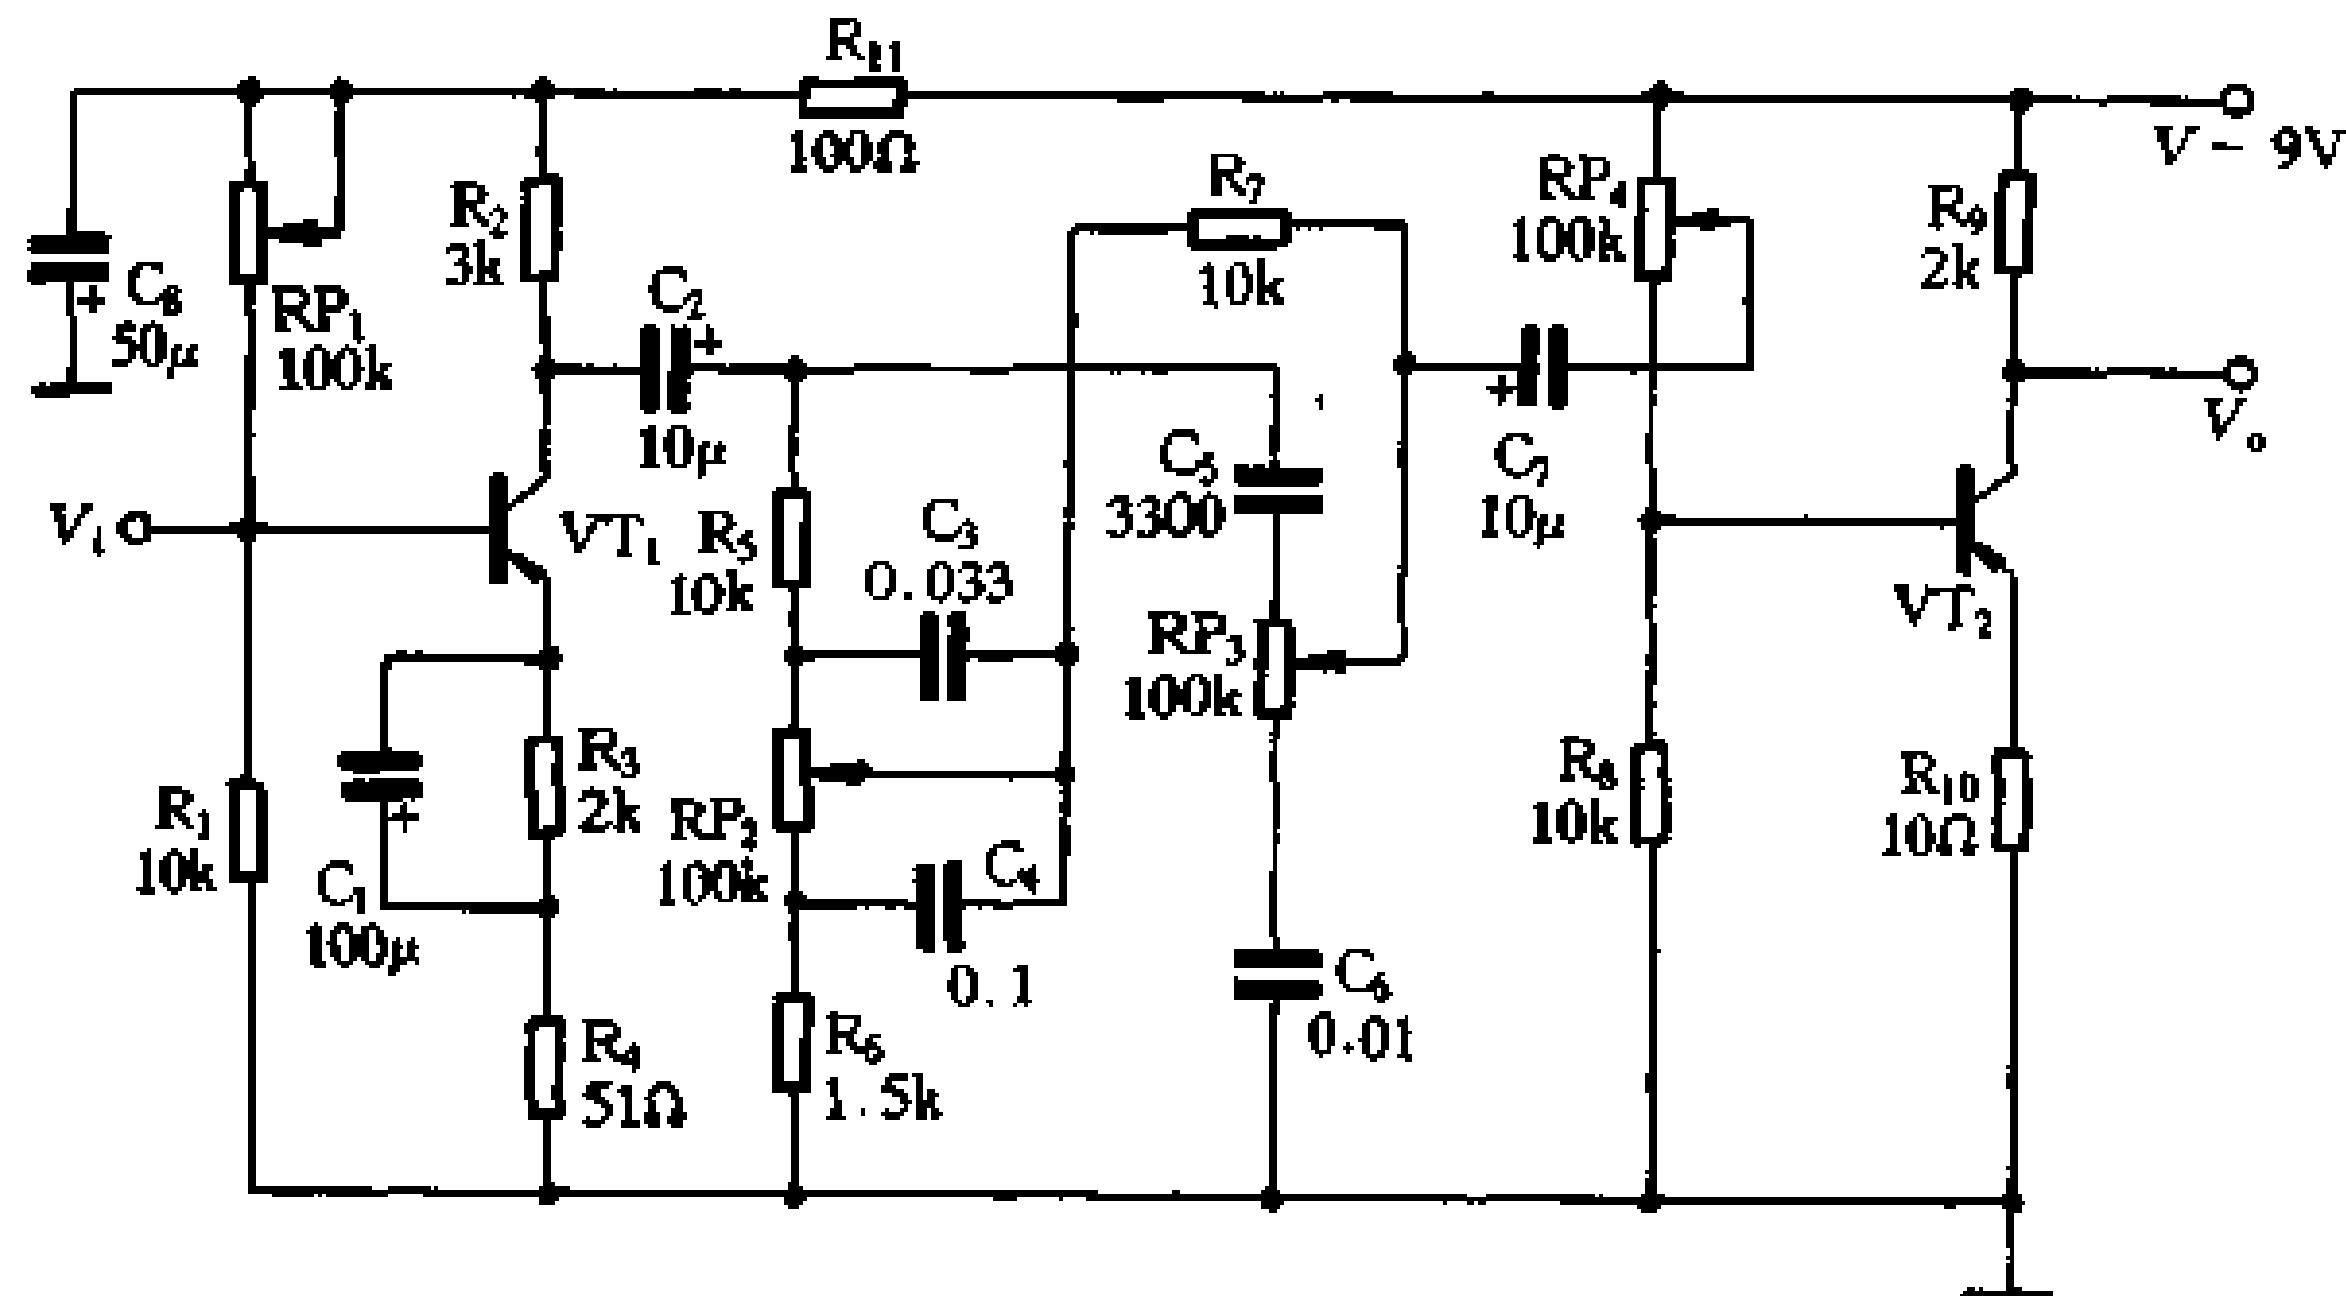 R11
100Ω
V - 9V
R2
3k
C8
50μ
RP1
100k
C2
10μ
R7
10k
RP4
100k
R9
2k
Vo
Vi
VT1
R5
10k
C3
0.033
C5
3300
C7
10μ
RP3
100k
VT2
R1
10k
C1
100μ
R3
2k
RP2
100k
C4
0.1
R8
10k
R10
10Ω
R4
51Ω
R6
1.5k
C6
0.01